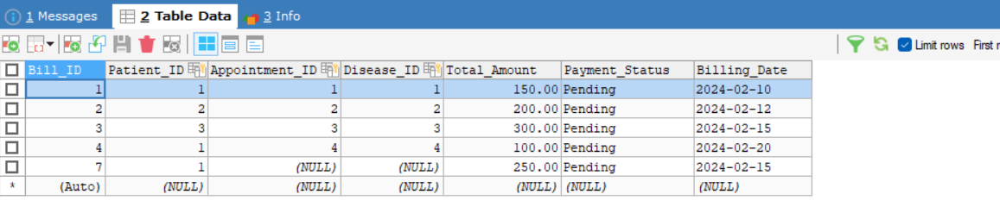 1 Messages 2 Table Data 3 Info
Limit rows First r
Bill_ID Patient_ID Appointment_ID Disease_ID Total_Amount Payment_Status Billing_Date
1 1 1 1 150.00 Pending 2024-02-10
2 2 2 2 200.00 Pending 2024-02-12
3 3 3 3 300.00 Pending 2024-02-15
4 1 4 4 100.00 Pending 2024-02-20
7 1 (NULL) (NULL) 250.00 Pending 2024-02-15
* (Auto) (NULL) (NULL) (NULL) (NULL) (NULL) (NULL)